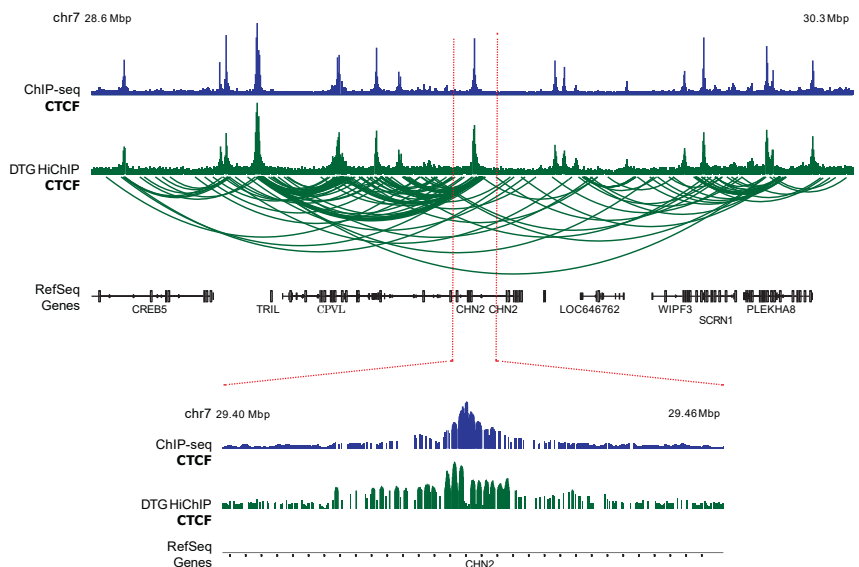 chr7 28.6 Mbp 30.3 Mbp
ChIP-seq
CTCF
DTG HiChIP
CTCF
RefSeq
Genes
CREB5 TRIL CPVL CHN2 CHN2 LOC646762 WIPF3 PLEKHA8
SCRN1
chr7 29.40 Mbp 29.46 Mbp
ChIP-seq
CTCF
DTG HiChIP
CTCF
RefSeq
Genes
CHN2